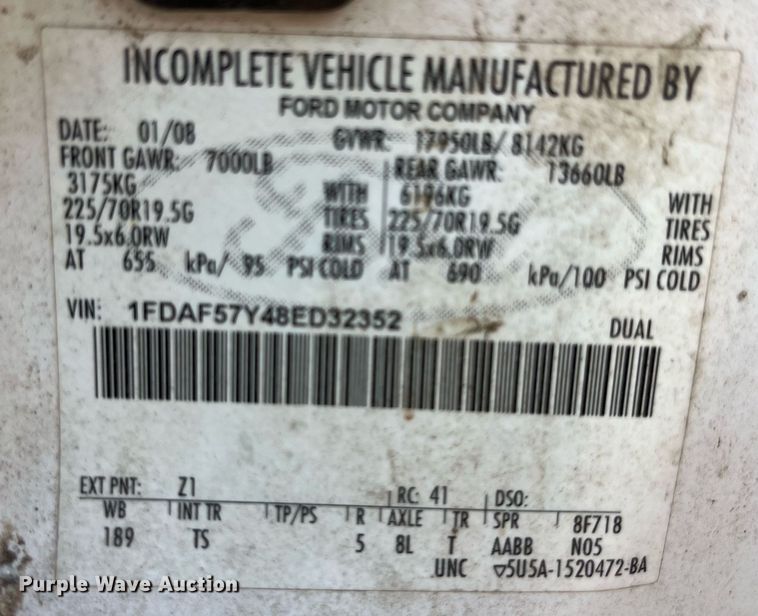 INCOMPLETE VEHICLE MANUFACTURED BY
FORD MOTOR COMPANY
DATE: 01/08 GVWR: 17950LB/ 8142KG
FRONT GAWR: 7000LB REAR GAWR: 13660LB
3175KG WITH 6196KG WITH
225/70R19.5G TIRES 225/70R19.5G TIRES
19.5x6.0RW RIMS 19.5x6.0RW RIMS
AT 655 kPa/ 95 PSI COLD AT 690 kPa/100 PSI COLD
VIN: 1FDAF57Y48ED32352 DUAL
EXT PNT: Z1 RC: 41 DSO:
WB INT TR TP/PS R AXLE TR SPR 8F718
189 TS 5 8L T AABB N05
UNC ▽5U5A-1520472-BA
Purple Wave Auction